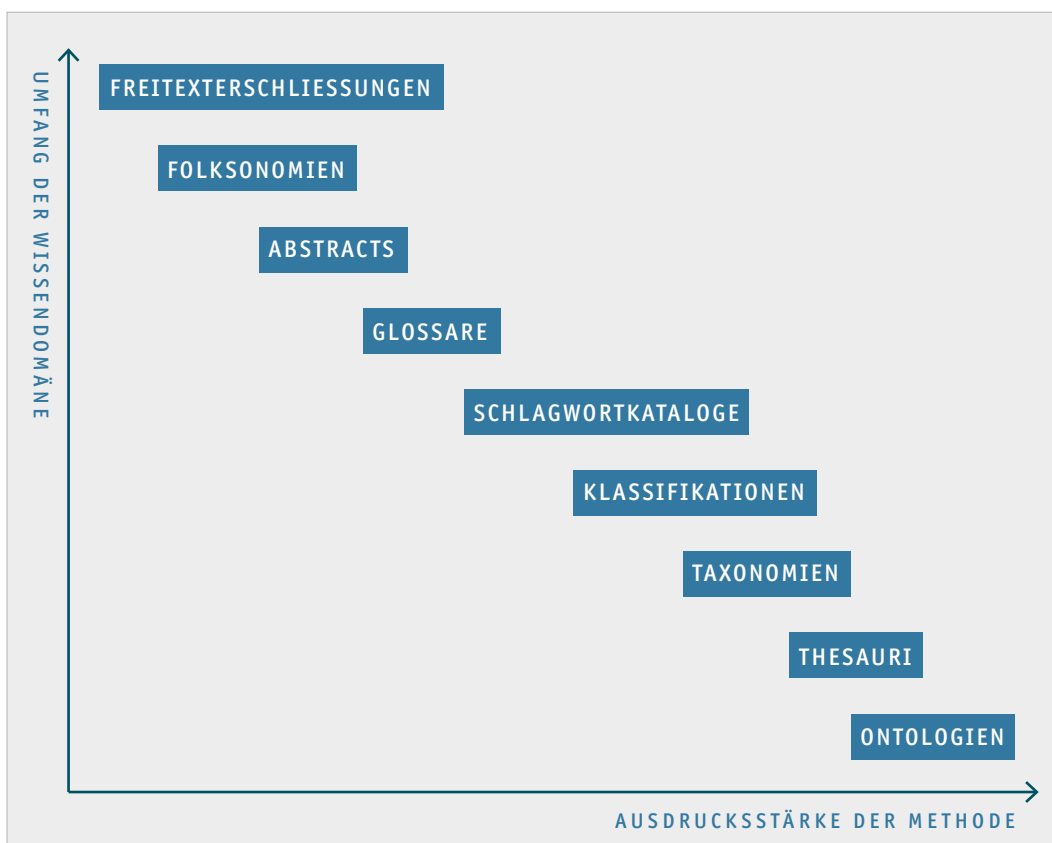 UMFANG DER WISSENDOMÄNE
FREITEXTERSCHLIESSUNGEN
FOLKSONOMIEN
ABSTRACTS
GLOSSARE
SCHLAGWORTKATALOGE
KLASSIFIKATIONEN
TAXONOMIEN
THESAURI
ONTOLOGIEN
AUSDRUCKSSTÄRKE DER METHODE